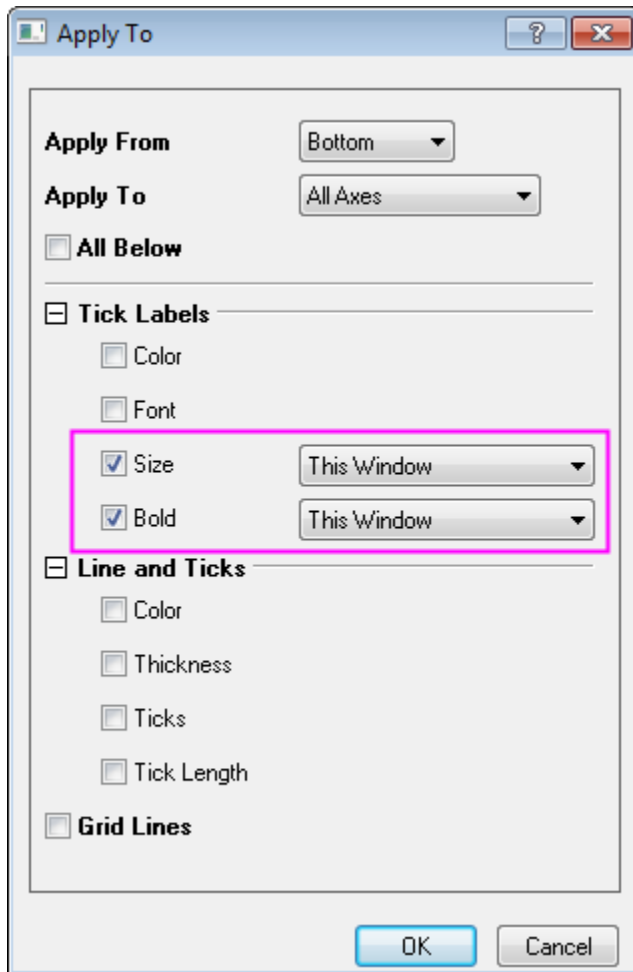 Apply To
Apply From Bottom
Apply To All Axes
All Below
Tick Labels
Color
Font
Size This Window
Bold This Window
Line and Ticks
Color
Thickness
Ticks
Tick Length
Grid Lines
OK Cancel